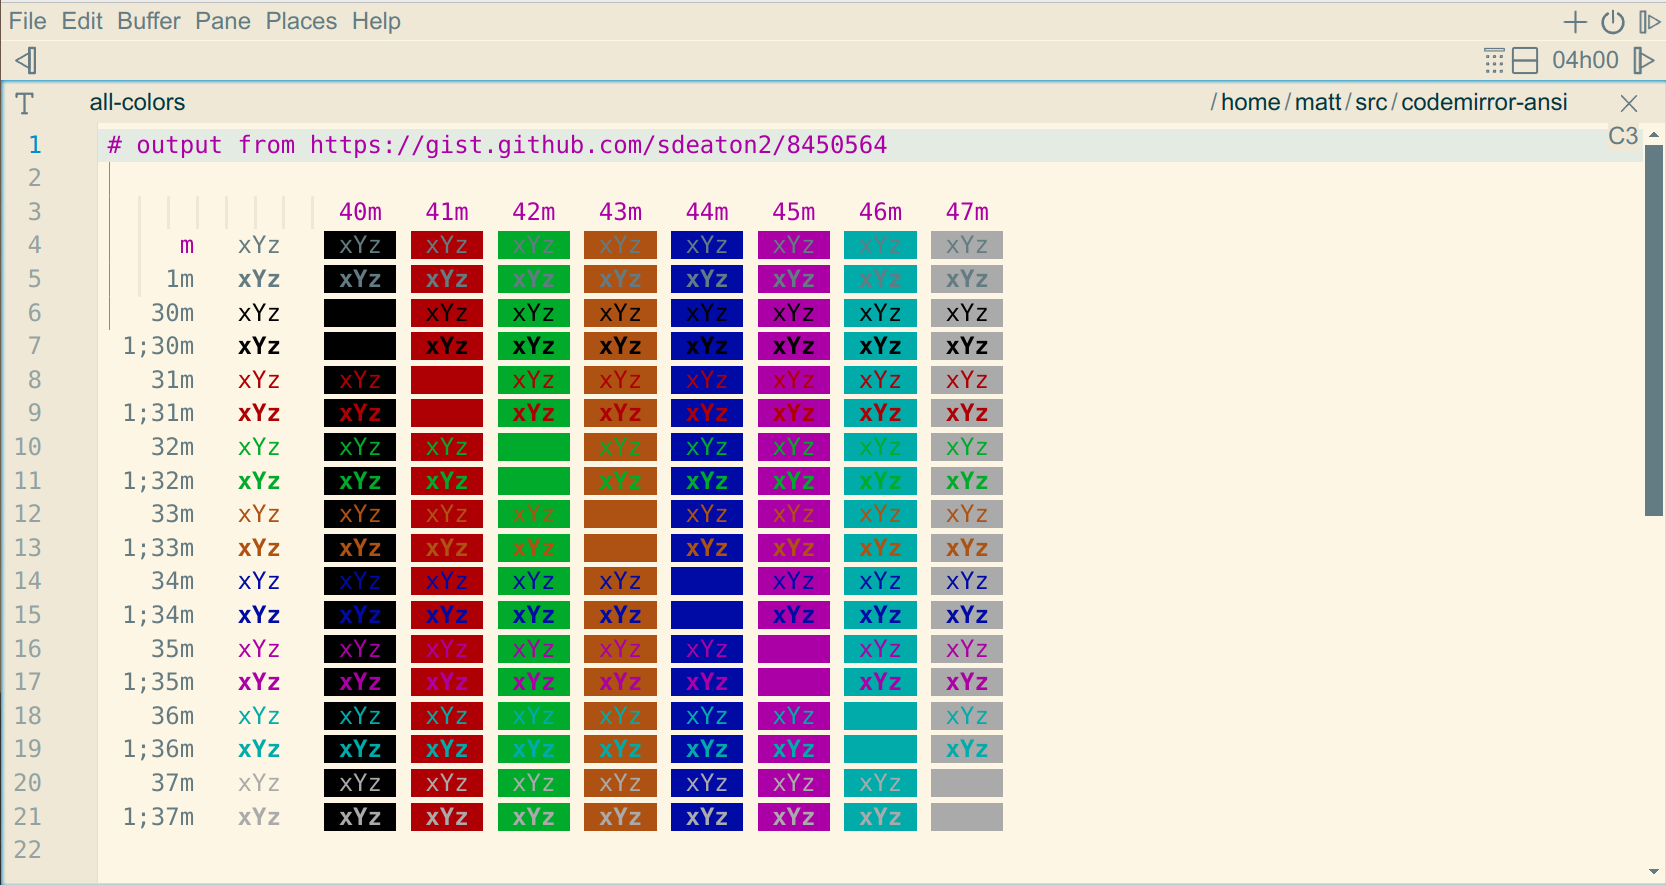 File Edit Buffer Pane Places Help
04h00
T all-colors /home/matt/src/codemirror-ansi
C3
1 # output from https://gist.github.com/sdeaton2/8450564
2
3 40m 41m 42m 43m 44m 45m 46m 47m
4 m xYz xYz xYz xYz xYz xYz xYz xYz xYz
5 1m xYz xYz xYz xYz xYz xYz xYz xYz xYz
6 30m xYz xYz xYz xYz xYz xYz xYz xYz
7 1;30m xYz xYz xYz xYz xYz xYz xYz xYz
8 31m xYz xYz xYz xYz xYz xYz xYz xYz
9 1;31m xYz xYz xYz xYz xYz xYz xYz xYz
10 32m xYz xYz xYz xYz xYz xYz xYz xYz
11 1;32m xYz xYz xYz xYz xYz xYz xYz xYz
12 33m xYz xYz xYz xYz xYz xYz xYz xYz
13 1;33m xYz xYz xYz xYz xYz xYz xYz xYz
14 34m xYz xYz xYz xYz xYz xYz xYz xYz
15 1;34m xYz xYz xYz xYz xYz xYz xYz xYz
16 35m xYz xYz xYz xYz xYz xYz xYz xYz
17 1;35m xYz xYz xYz xYz xYz xYz xYz xYz
18 36m xYz xYz xYz xYz xYz xYz xYz xYz
19 1;36m xYz xYz xYz xYz xYz xYz xYz xYz
20 37m xYz xYz xYz xYz xYz xYz xYz xYz
21 1;37m xYz xYz xYz xYz xYz xYz xYz xYz
22